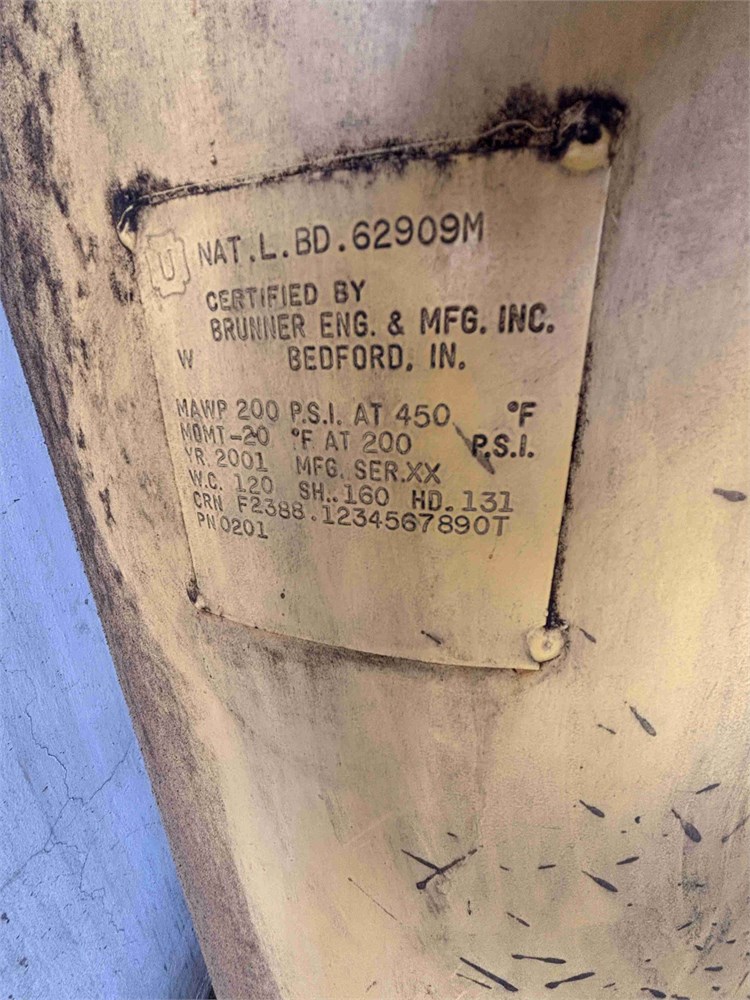 U NAT.L.BD.62909M
CERTIFIED BY
BRUNNER ENG. & MFG. INC.
W BEDFORD, IN.
MAWP 200 P.S.I. AT 450 °F
MDMT-20 °F AT 200 P.S.I.
YR. 2001 MFG. SER.XX
W.C. 120 SH..160 HD.131
CRN F2388.1234567890T
PN0201